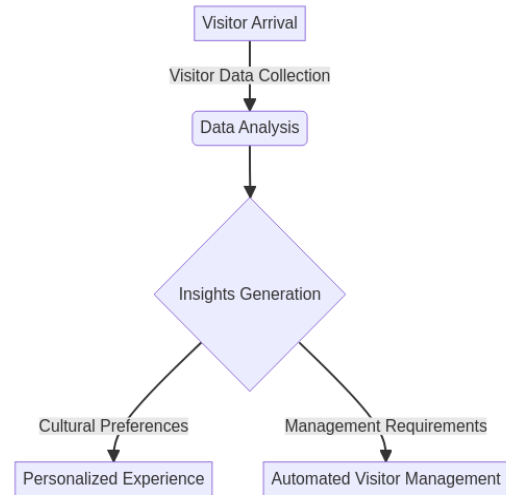 Visitor Arrival
Visitor Data Collection
Data Analysis
Insights Generation
Cultural Preferences
Management Requirements
Personalized Experience
Automated Visitor Management